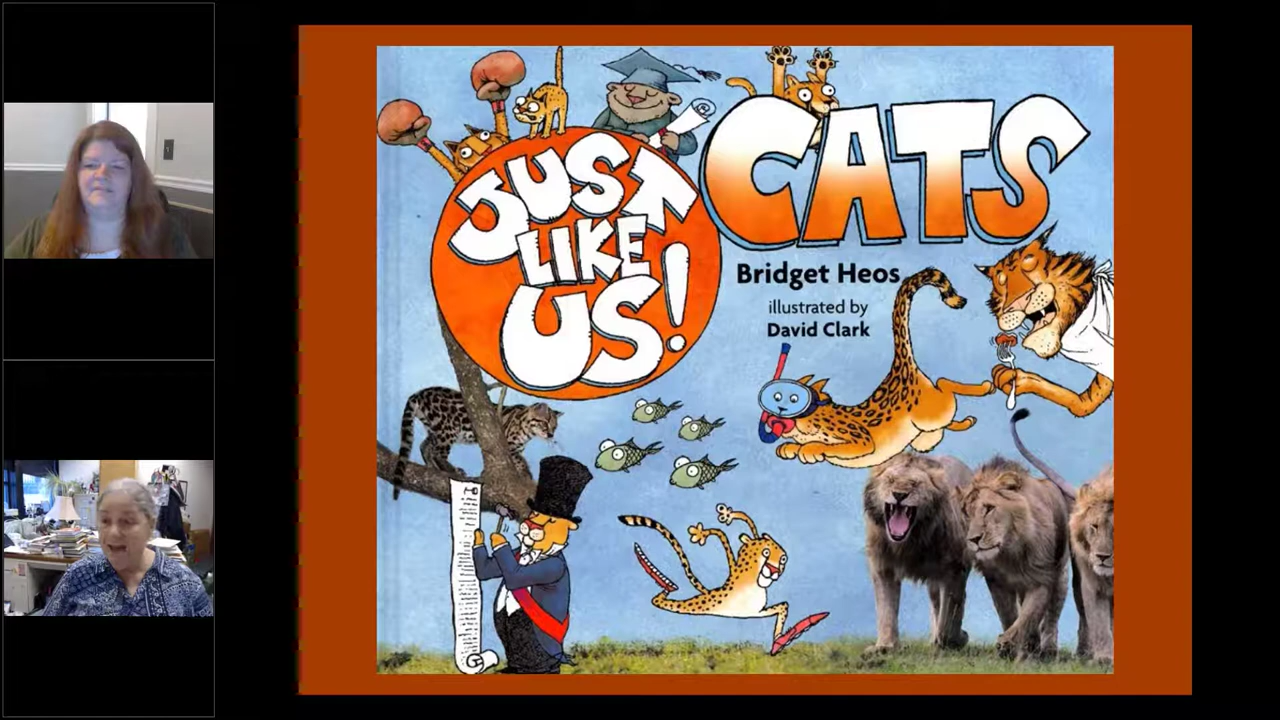 JUST
LIKE
US!
CATS
Bridget Heos
illustrated by
David Clark